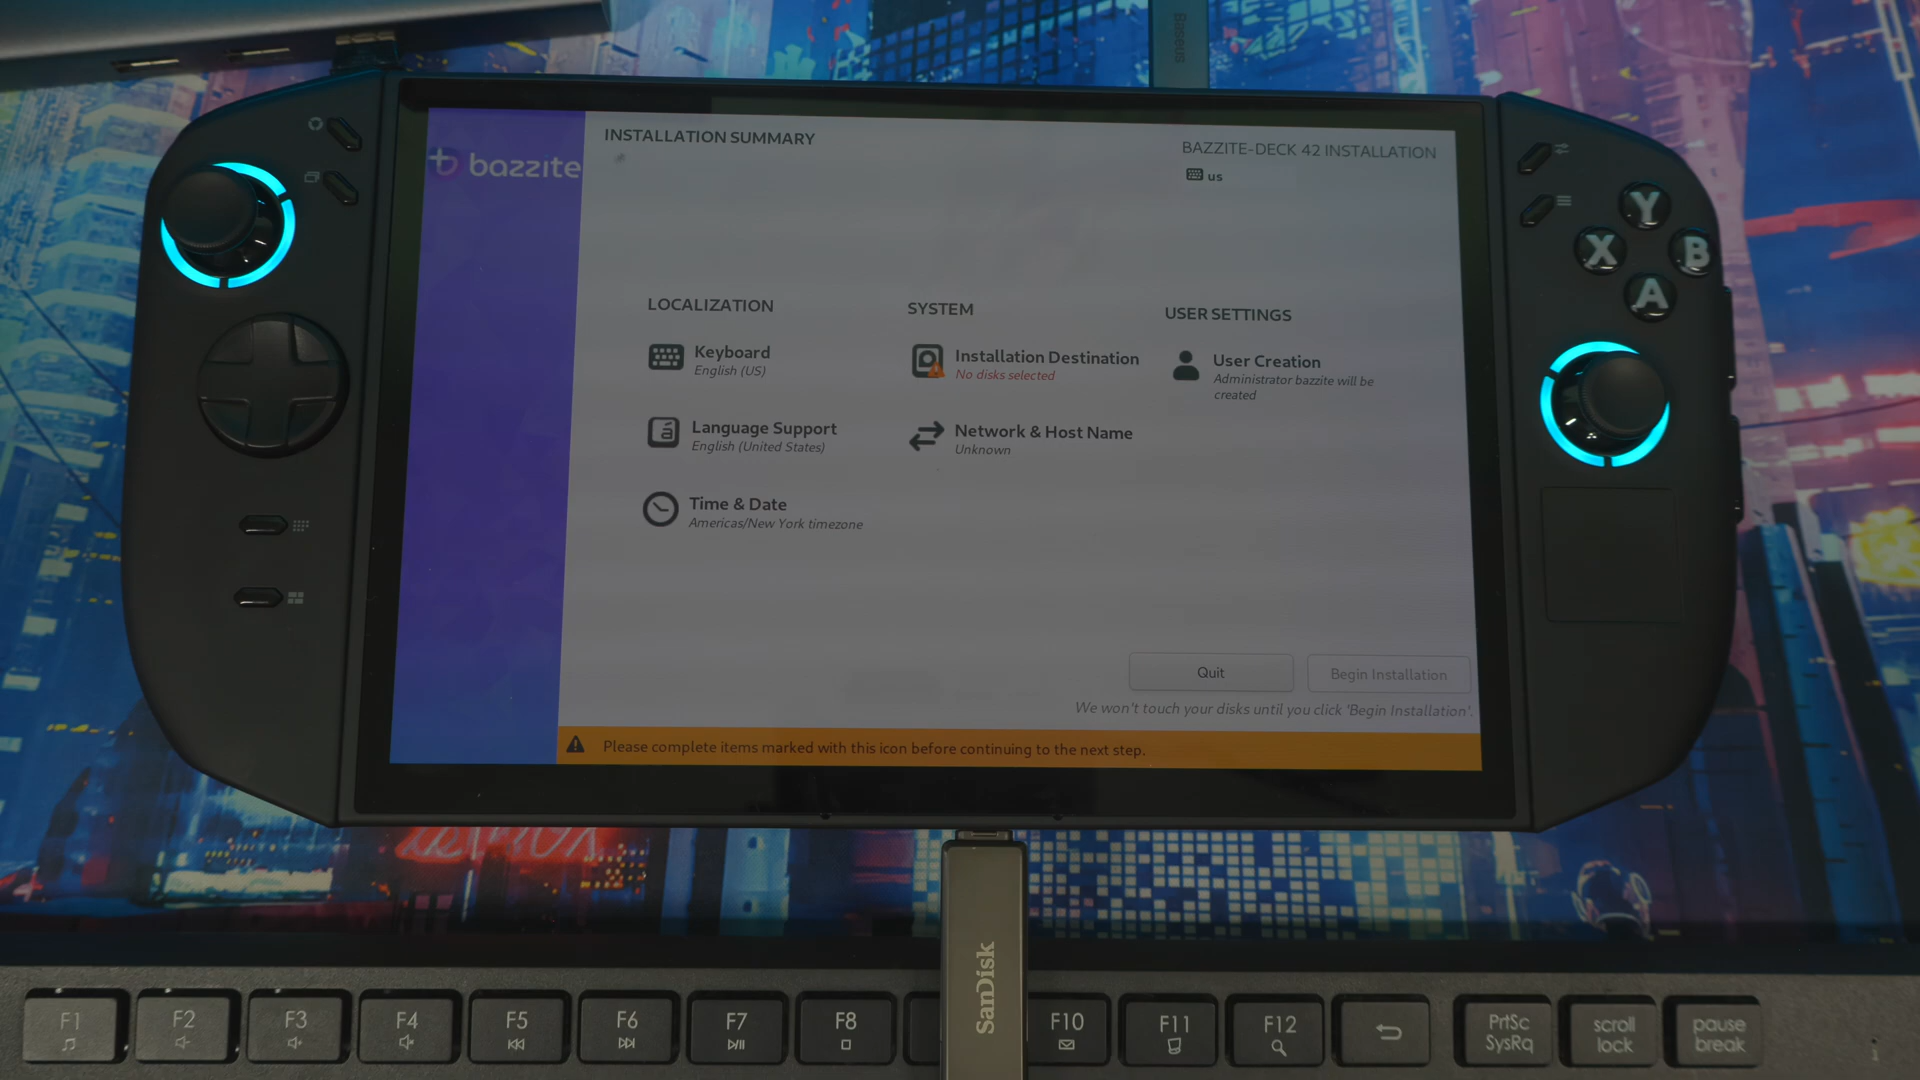 Baseus
bazzite
INSTALLATION SUMMARY
BAZZITE-DECK 42 INSTALLATION
us
LOCALIZATION
Keyboard
English (US)
Language Support
English (United States)
Time & Date
Americas/New York timezone
SYSTEM
Installation Destination
No disks selected
Network & Host Name
Unknown
USER SETTINGS
User Creation
Administrator bazzite will be
created
Quit
Begin Installation
We won't touch your disks until you click 'Begin Installation'.
Please complete items marked with this icon before continuing to the next step.
Y
X
B
A
SanDisk
F1
F2
F3
F4
F5
F6
F7
F8
F10
F11
F12
PrtSc
SysRq
scroll
lock
pause
break
1